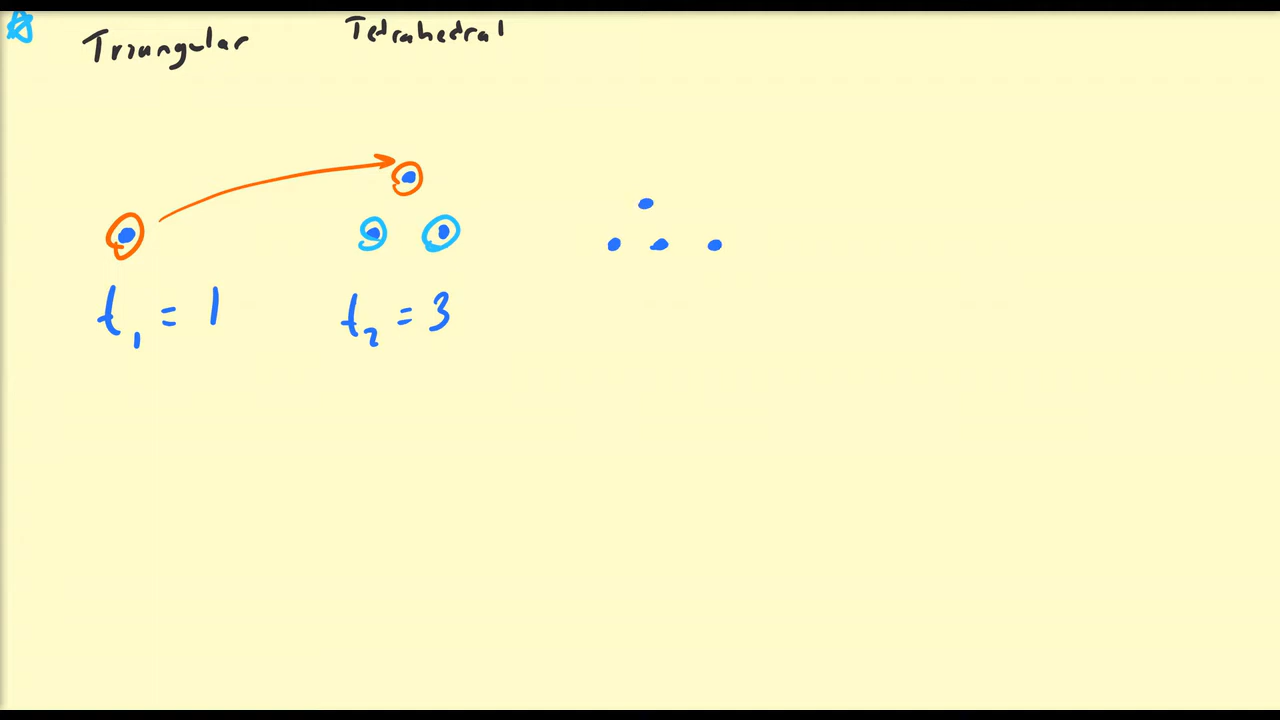 Triangular Tetrahedral
t₁ = 1 t₂ = 3